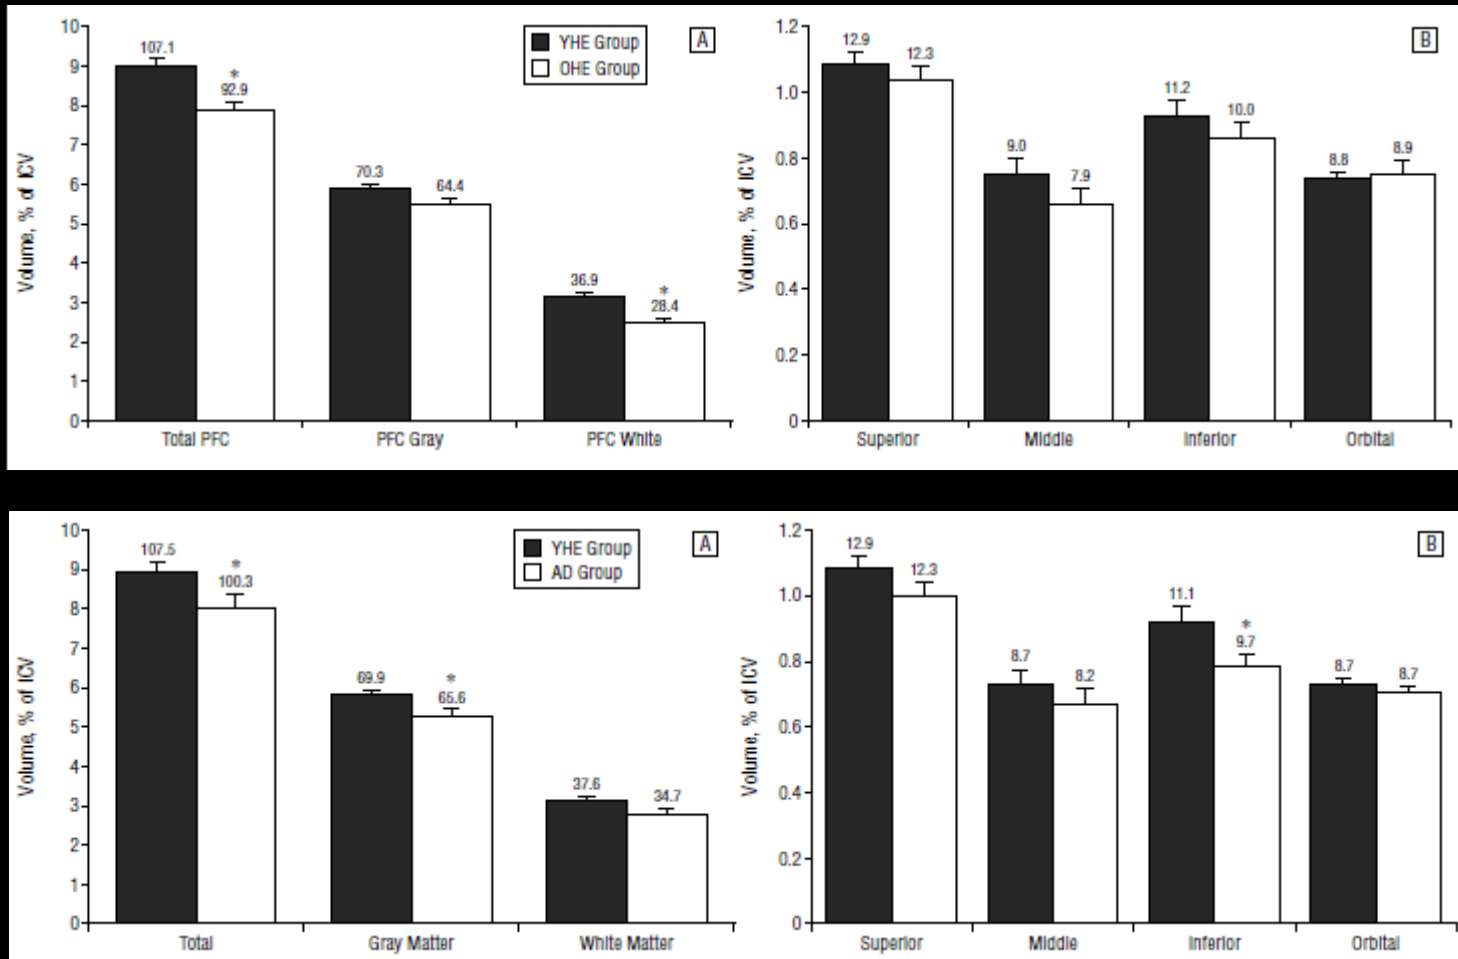 10
9
8
7
6
5
4
3
2
1
0
Volume, % of ICV
YHE Group
OHE Group
A
107.1
*
92.9
70.3
64.4
36.9
*
28.4
Total PFC
PFC Gray
PFC White
1.2
1.0
0.8
0.6
0.4
0.2
0
Volume, % of ICV
B
12.9
12.3
9.0
7.9
11.2
10.0
8.8
8.9
Superior
Middle
Inferior
Orbital
10
9
8
7
6
5
4
3
2
1
0
Volume, % of ICV
YHE Group
AD Group
A
107.5
*
100.3
69.9
*
65.6
37.6
34.7
Total
Gray Matter
White Matter
1.2
1.0
0.8
0.6
0.4
0.2
0
Volume, % of ICV
B
12.9
12.3
8.7
8.2
11.1
*
9.7
8.7
8.7
Superior
Middle
Inferior
Orbital